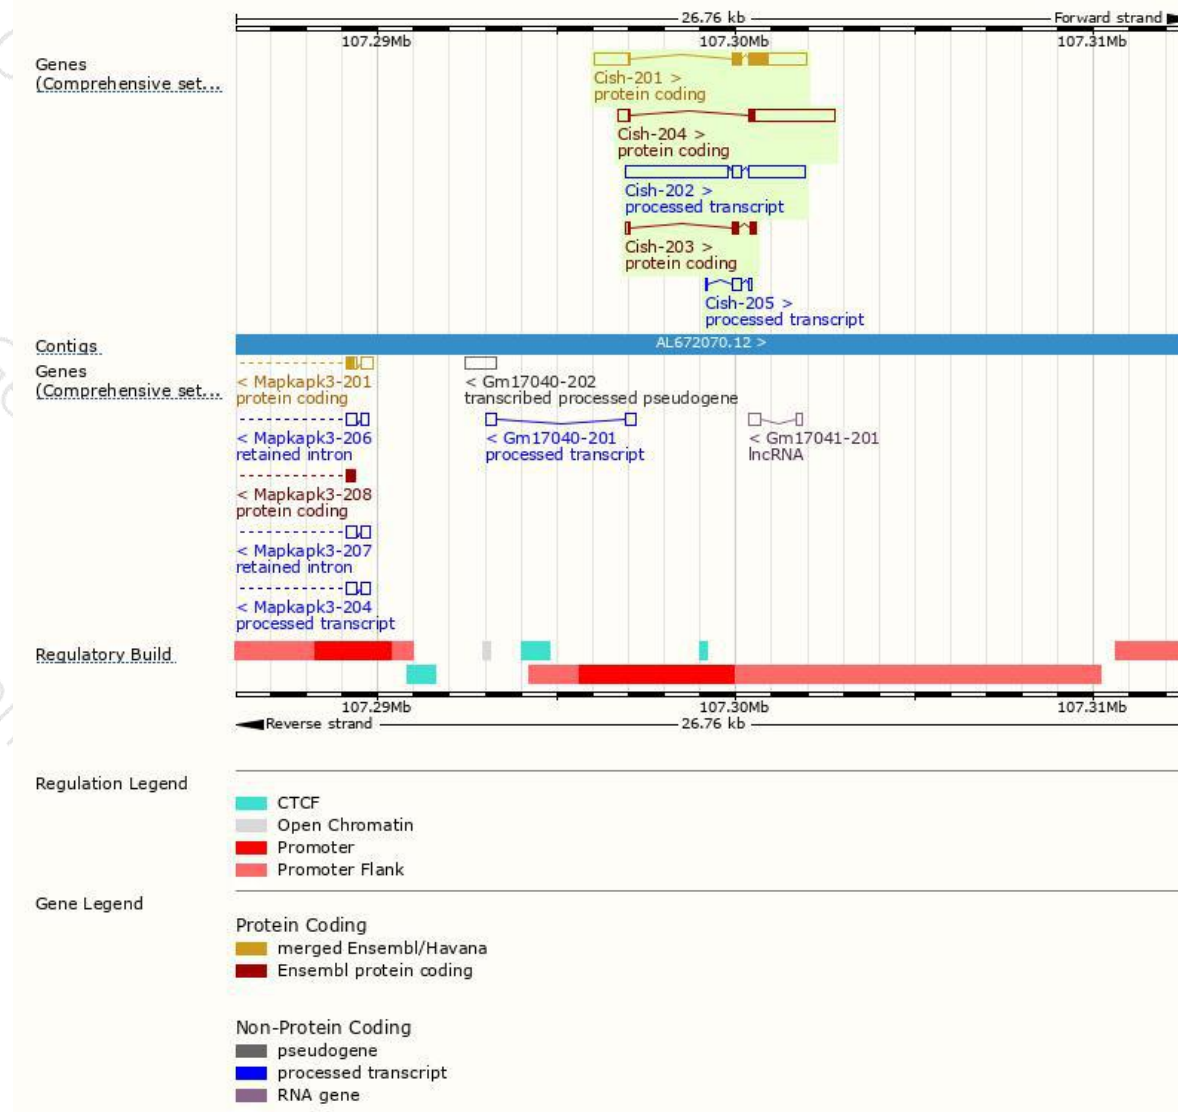 26.76 kb
Forward strand
107.29Mb 107.30Mb 107.31Mb
Genes
(Comprehensive set...
Cish-201 >
protein coding
Cish-204 >
protein coding
Cish-202 >
processed transcript
Cish-203 >
protein coding
Cish-205 >
processed transcript
Contigs
AL672070.12 >
Genes
(Comprehensive set...
< Mapkapk3-201
protein coding
< Gm17040-202
transcribed processed pseudogene
< Mapkapk3-206
retained intron
< Gm17040-201
processed transcript
< Gm17041-201
lncRNA
< Mapkapk3-208
protein coding
< Mapkapk3-207
retained intron
< Mapkapk3-204
processed transcript
Regulatory Build
107.29Mb 107.30Mb 107.31Mb
Reverse strand
26.76 kb
Regulation Legend
CTCF
Open Chromatin
Promoter
Promoter Flank
Gene Legend
Protein Coding
merged Ensembl/Havana
Ensembl protein coding
Non-Protein Coding
pseudogene
processed transcript
RNA gene